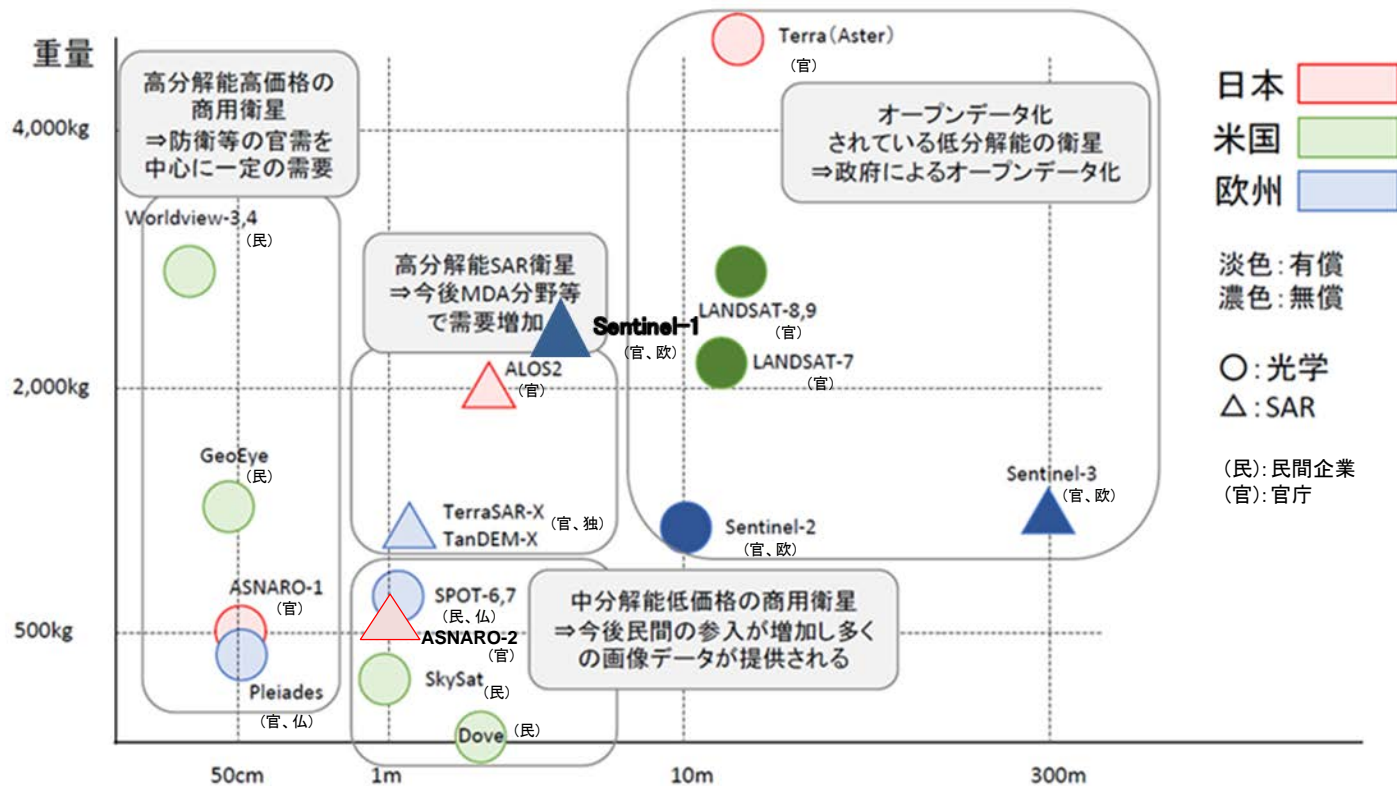 重量
4,000kg
2,000kg
500kg
50cm
1m
10m
300m
高分解能高価格の
商用衛星
⇒防衛等の官需を
中心に一定の需要
Worldview-3,4
(民)
GeoEye
(民)
ASNARO-1
(官)
Pleiades
(官、仏)
高分解能SAR衛星
⇒今後MDA分野等
で需要増加
Sentinel-1
(官、欧)
ALOS2
(官)
TerraSAR-X
TanDEM-X
(官、独)
SPOT-6,7
(民、仏)
ASNARO-2
(官)
SkySat
(民)
Dove
(民)
中分解能低価格の商用衛星
⇒今後民間の参入が増加し多く
の画像データが提供される
Terra(Aster)
(官)
オープンデータ化
されている低分解能の衛星
⇒政府によるオープンデータ化
LANDSAT-8,9
(官)
LANDSAT-7
(官)
Sentinel-2
(官、欧)
Sentinel-3
(官、欧)
日本
米国
欧州
淡色:有償
濃色:無償
○:光学
△:SAR
(民):民間企業
(官):官庁